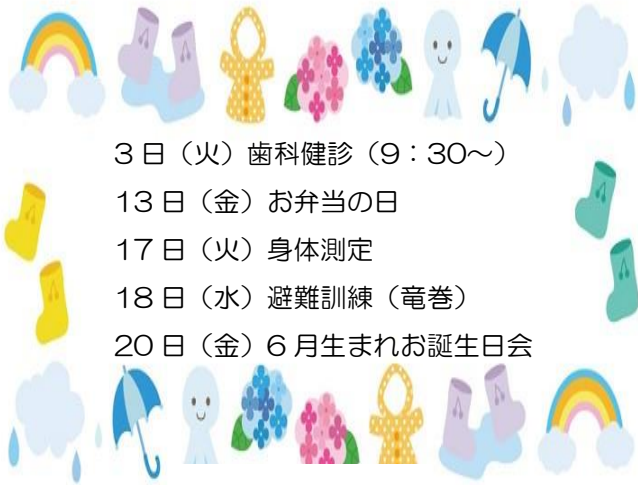 3日（火）歯科健診（9：30～）
13日（金）お弁当の日
17日（火）身体測定
18日（水）避難訓練（竜巻）
20日（金）6月生まれお誕生日会